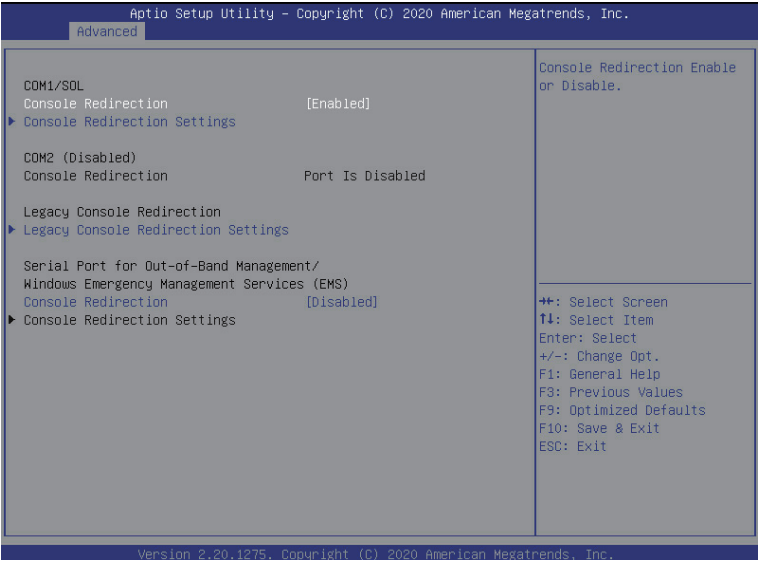 Aptio Setup Utility – Copyright (C) 2020 American Megatrends, Inc.
Advanced
COM1/SOL
Console Redirection [Enabled]
Console Redirection Settings
COM2 (Disabled)
Console Redirection Port Is Disabled
Legacy Console Redirection
Legacy Console Redirection Settings
Serial Port for Out-of-Band Management/
Windows Emergency Management Services (EMS)
Console Redirection [Disabled]
Console Redirection Settings
Console Redirection Enable
or Disable.
→←: Select Screen
↑↓: Select Item
Enter: Select
+/-: Change Opt.
F1: General Help
F3: Previous Values
F9: Optimized Defaults
F10: Save & Exit
ESC: Exit
Version 2.20.1275. Copyright (C) 2020 American Megatrends, Inc.